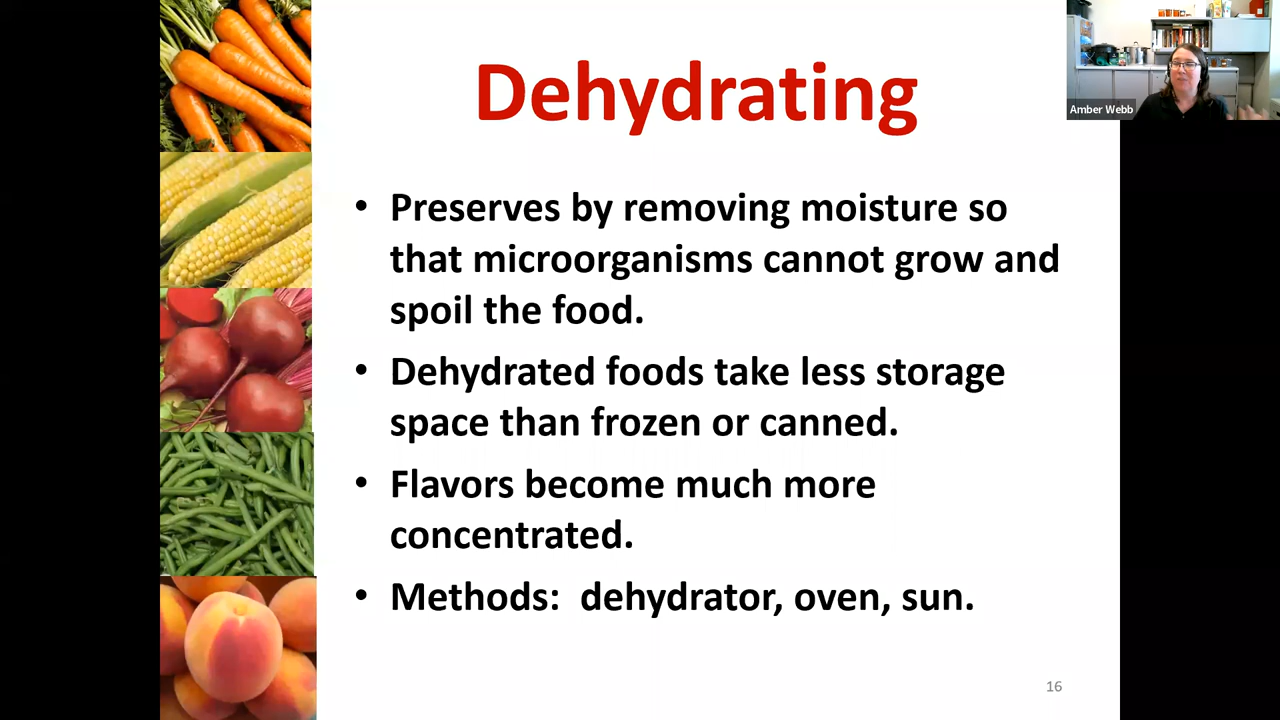 Dehydrating
Amber Webb
• Preserves by removing moisture so
that microorganisms cannot grow and
spoil the food.
• Dehydrated foods take less storage
space than frozen or canned.
• Flavors become much more
concentrated.
• Methods:  dehydrator, oven, sun.
16